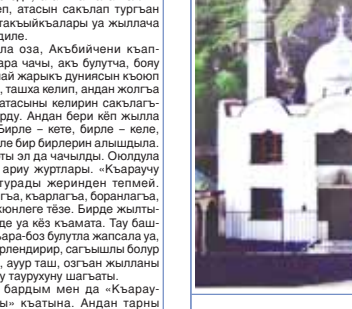 еп, атасын сакълап тургъан
такъыйкъалары уа жыллача
диле.
ла оза, Акъбийчени къап-
ара чачы, акъ булутча, бояу
ай жарыкъ дуниясын къоюп
, ташха келип, андан жолгъа
атасыны келирин сакълагъ-
рду. Андан бери кёп жылла
Бирле – кете, бирле – келе,
ле бир бирлерин алышдыла.
ты эл да чачылды. Оюлдула
ариу журтлары. «Къараучу
турады жеринден тепмей.
гъа, къарлагъа, боранлагъа,
кюнлеге тёзе. Бирде жылты-
де уа кёз къамата. Тау баш-
ъара-боз булутла жапсала уа,
ерлендирир, сагъышлы болур
, ауур таш, озгъан жылланы
у таурухуну шагъаты.
бардым мен да «Къарау-
ы» къатына. Андан тарны